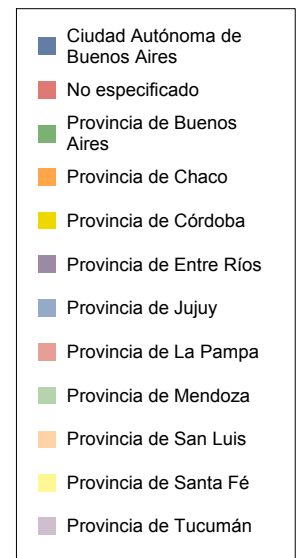 Ciudad Autónoma de
Buenos Aires
No especificado
Provincia de Buenos
Aires
Provincia de Chaco
Provincia de Córdoba
Provincia de Entre Ríos
Provincia de Jujuy
Provincia de La Pampa
Provincia de Mendoza
Provincia de San Luis
Provincia de Santa Fé
Provincia de Tucumán